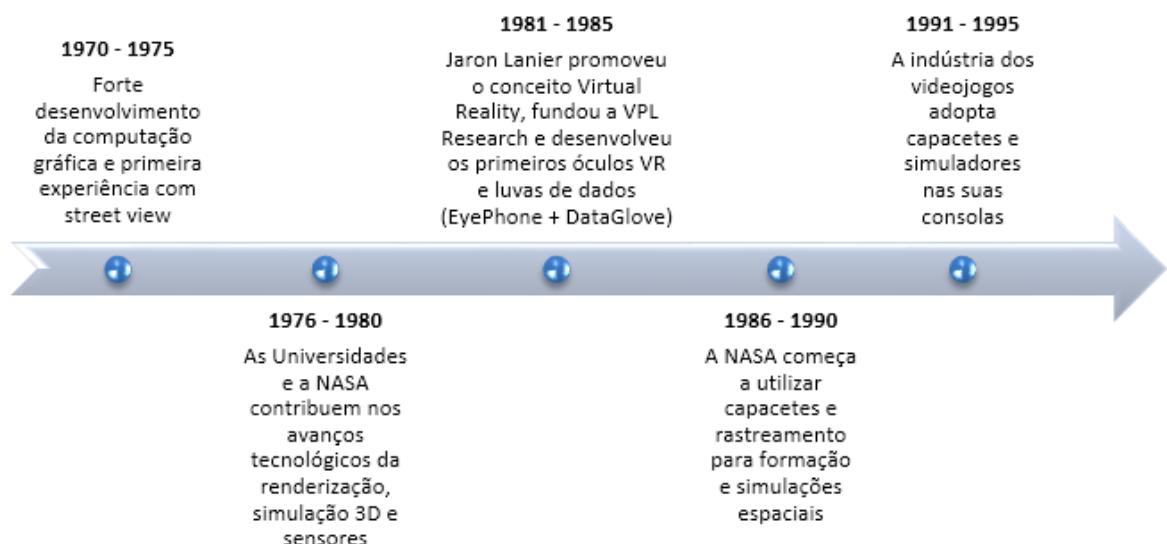 1970 - 1975
Forte
desenvolvimento
da computação
gráfica e primeira
experiência com
street view
1976 - 1980
As Universidades
e a NASA
contribuem nos
avanços
tecnológicos da
renderização,
simulação 3D e
sensores
1981 - 1985
Jaron Lanier promoveu
o conceito Virtual
Reality, fundou a VPL
Research e desenvolveu
os primeiros óculos VR
e luvas de dados
(EyePhone + DataGlove)
1986 - 1990
A NASA começa
a utilizar
capacetes e
rastreamento
para formação
e simulações
espaciais
1991 - 1995
A indústria dos
videojogos
adopta
capacetes e
simuladores
nas suas
consolas